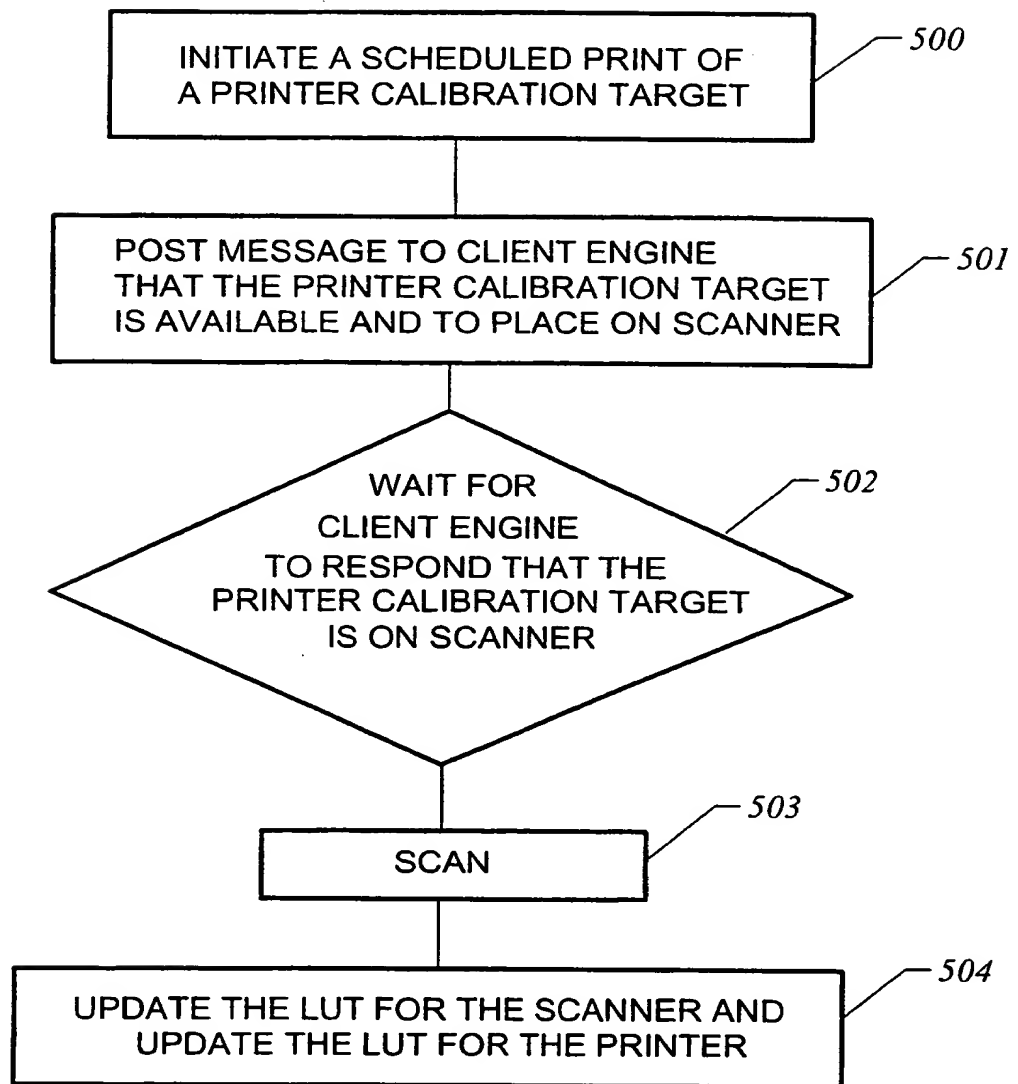 INITIATE A SCHEDULED PRINT OF
A PRINTER CALIBRATION TARGET
500
POST MESSAGE TO CLIENT ENGINE
THAT THE PRINTER CALIBRATION TARGET
IS AVAILABLE AND TO PLACE ON SCANNER
501
WAIT FOR
CLIENT ENGINE
TO RESPOND THAT THE
PRINTER CALIBRATION TARGET
IS ON SCANNER
502
SCAN
503
UPDATE THE LUT FOR THE SCANNER AND
UPDATE THE LUT FOR THE PRINTER
504